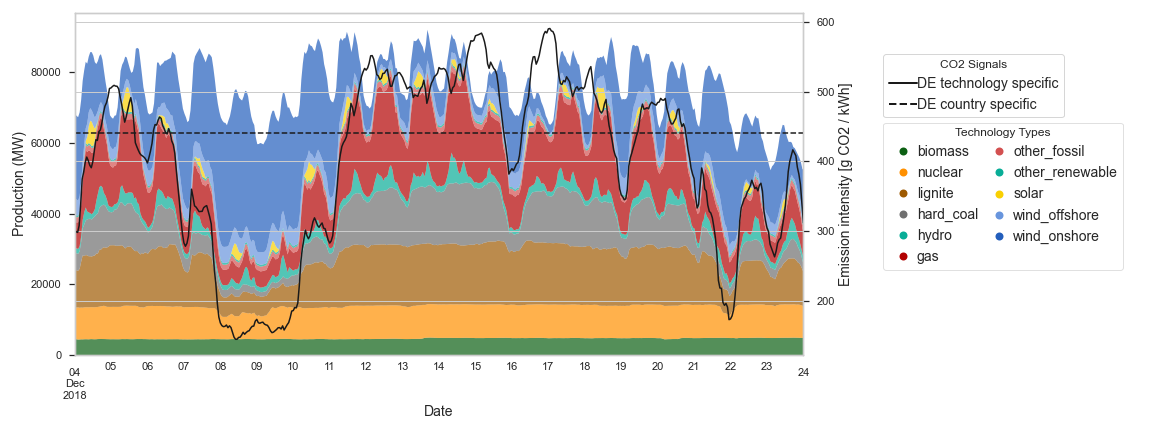 Production (MW)
80000
60000
40000
20000
0
600
500
400
300
200
Emission intensity [g CO2 / kWh]
04
Dec
2018
05
06
07
08
09
10
11
12
13
14
15
16
17
18
19
20
21
22
23
24
Date
CO2 Signals
DE technology specific
DE country specific
Technology Types
biomass
nuclear
lignite
hard_coal
hydro
gas
other_fossil
other_renewable
solar
wind_offshore
wind_onshore